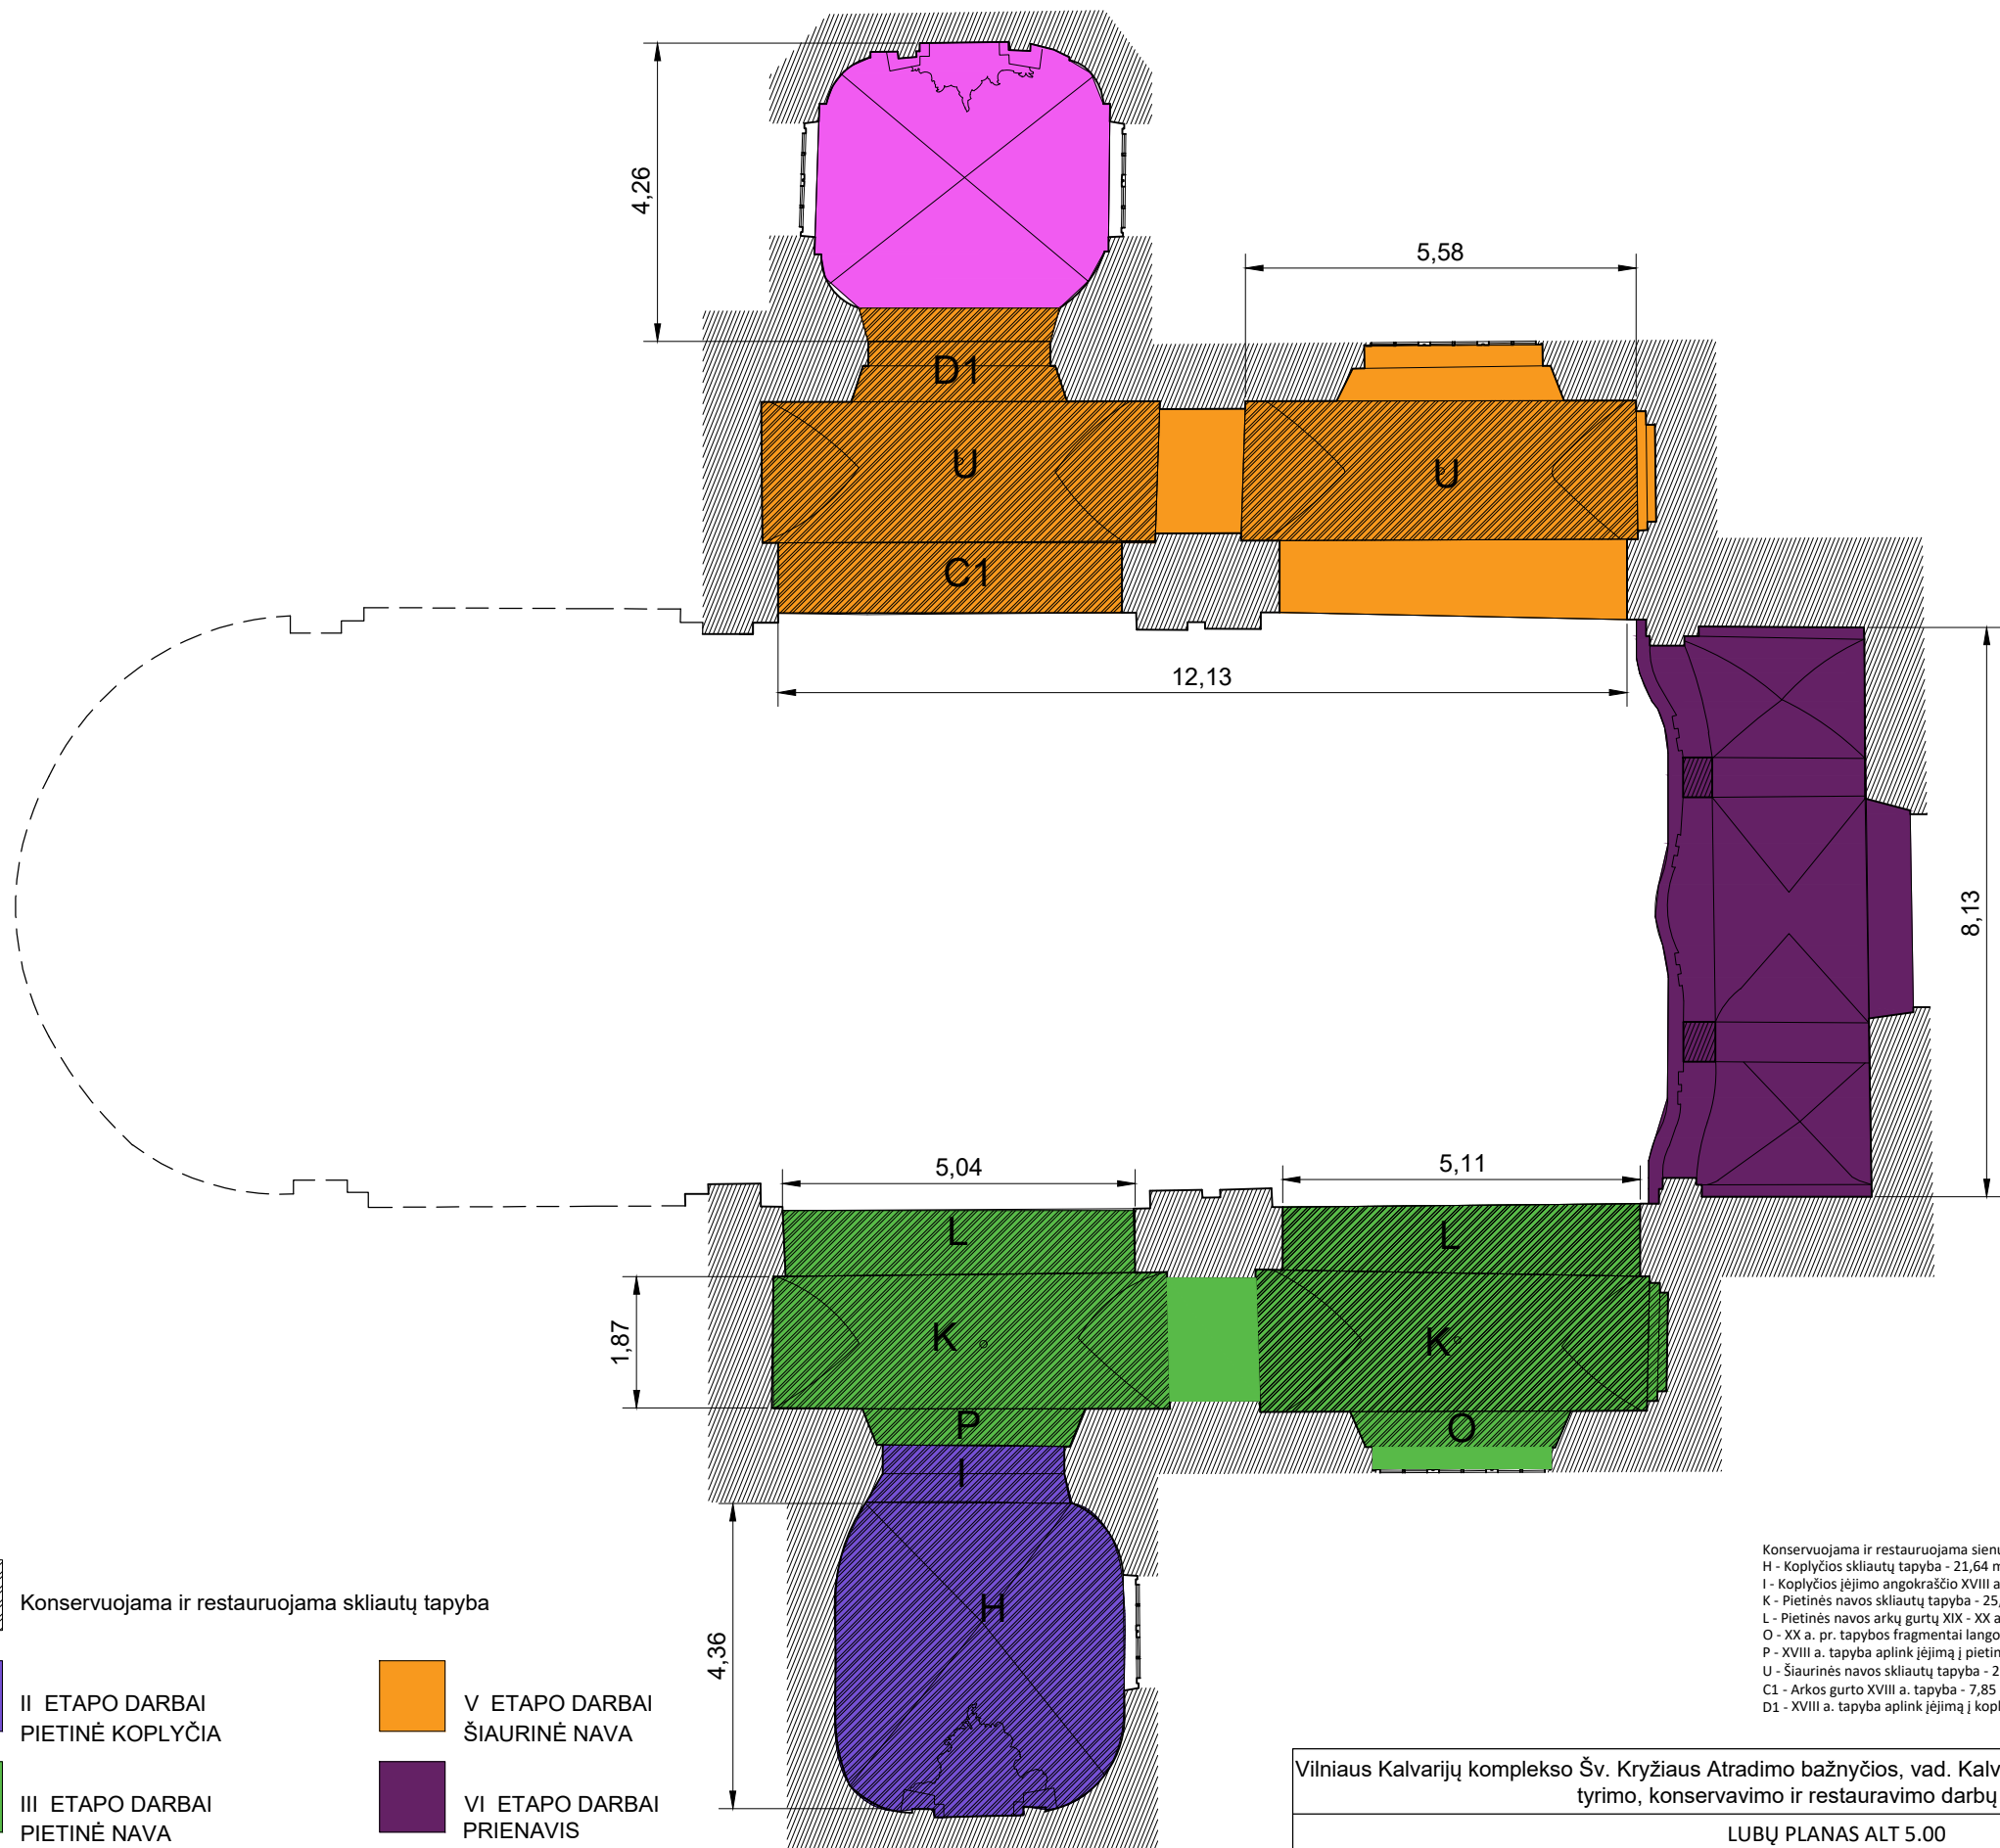 4,26
5,58
D1
U
U
C1
12,13
8,13
5,04
5,11
L
L
1,87
K
K
P
O
I
4,36
H
Konservuojama ir restauruojama skliautų tapyba
II ETAPO DARBAI
PIETINĖ KOPLYČIA
V ETAPO DARBAI
ŠIAURINĖ NAVA
III ETAPO DARBAI
PIETINĖ NAVA
VI ETAPO DARBAI
PRIENAVIS
Konservuojama ir restauruojama
H - Koplyčios skliautų tapyba - 21,64
I - Koplyčios įėjimo angokraščio XVIII a
K - Pietinės navos skliautų tapyba - 25,
L - Pietinės navos arkų gurtų XIX - XX a
O - XX a. pr. tapybos fragmentai lango
P - XVIII a. tapyba aplink įėjimą į
U - Šiaurinės navos skliautų tapyba - 2
C1 - Arkos gurto XVIII a. tapyba - 7,85
D1 - XVIII a. tapyba aplink įėjimą į
Vilniaus Kalvarijų komplekso Šv. Kryžiaus Atradimo bažnyčios, vad.
tyrimo, konservavimo ir restauravimo darbų
LUBŲ PLANAS ALT 5.00